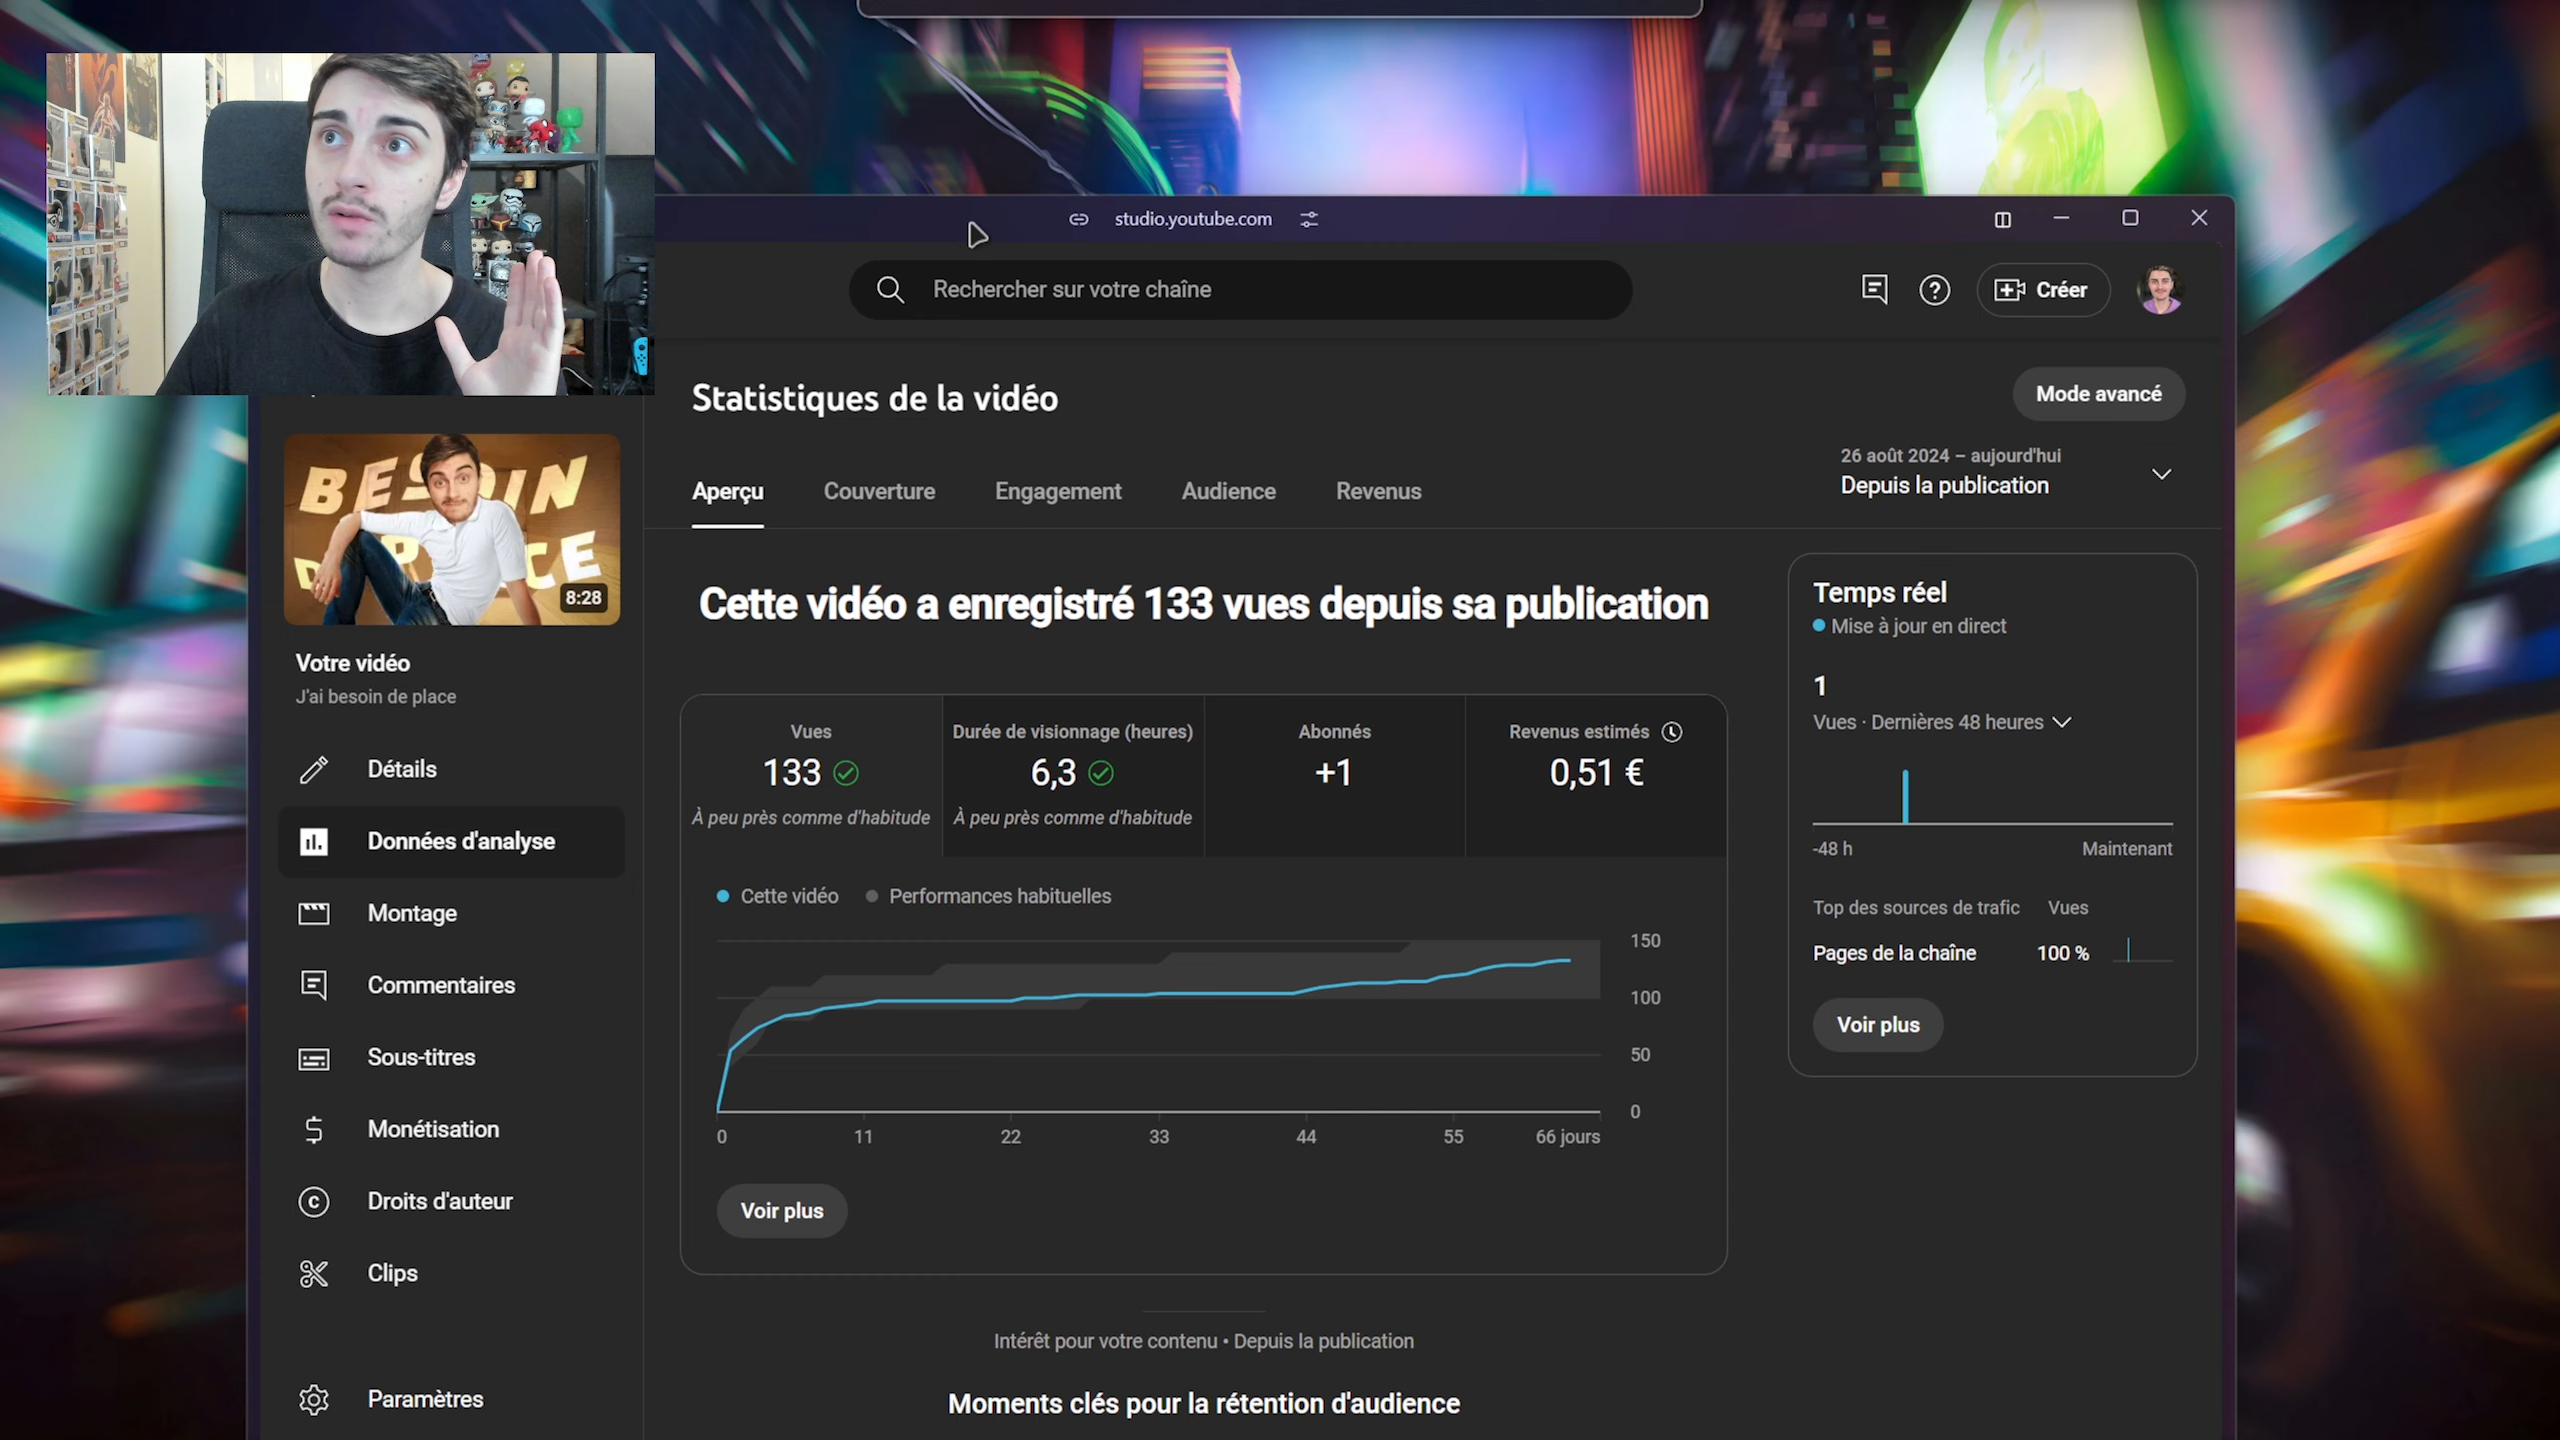 studio.youtube.com
Rechercher sur votre chaîne
Créer
Statistiques de la vidéo
Mode avancé
26 août 2024 – aujourd'hui
Depuis la publication
Aperçu
Couverture
Engagement
Audience
Revenus
BESOIN
8:28
Votre vidéo
J'ai besoin de place
Détails
Données d'analyse
Montage
Commentaires
Sous-titres
Monétisation
Droits d'auteur
Clips
Paramètres
Cette vidéo a enregistré 133 vues depuis sa publication
Vues
133
À peu près comme d'habitude
Durée de visionnage (heures)
6,3
À peu près comme d'habitude
Abonnés
+1
Revenus estimés
0,51 €
Cette vidéo
Performances habituelles
150
100
50
0
0 11 22 33 44 55 66 jours
Voir plus
Intérêt pour votre contenu • Depuis la publication
Moments clés pour la rétention d'audience
Temps réel
Mise à jour en direct
1
Vues · Dernières 48 heures
-48 h
Maintenant
Top des sources de trafic Vues
Pages de la chaîne 100 %
Voir plus